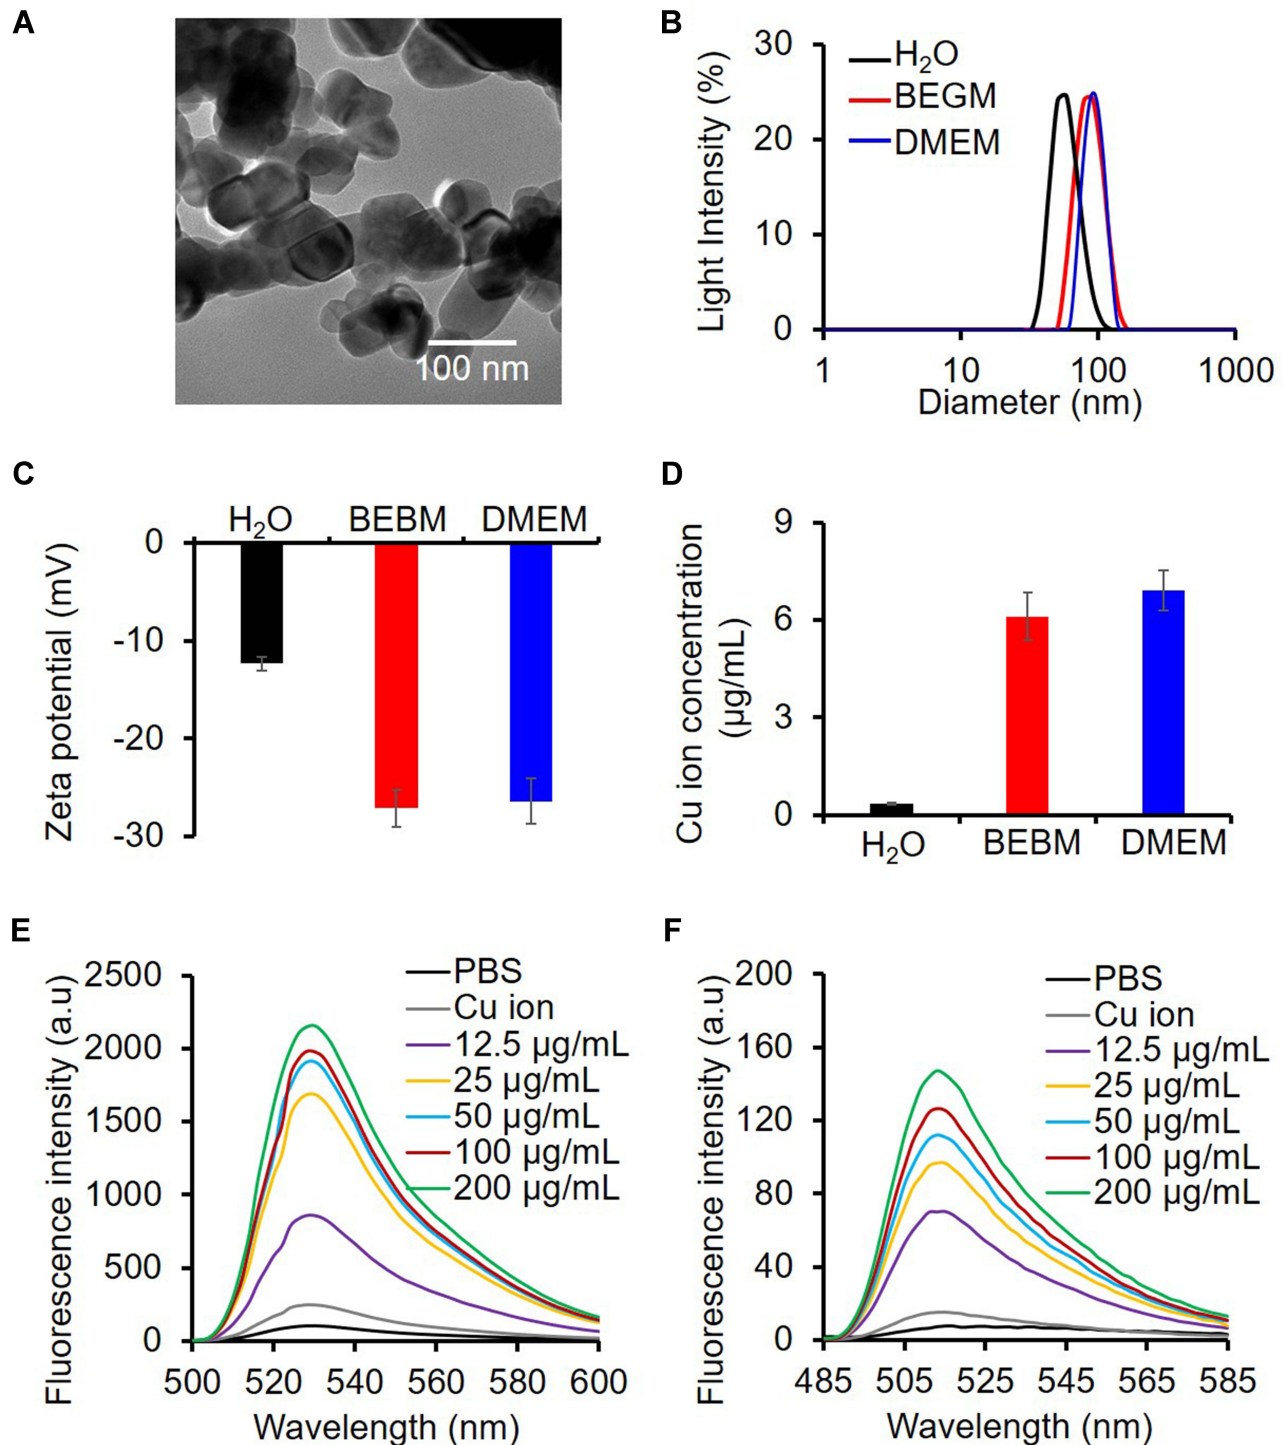 A
100 nm
B
Light Intensity (%)
30
20
10
0
H₂O
BEGM
DMEM
1 10 100 1000
Diameter (nm)
C
H₂O BEBM DMEM
Zeta potential (mV)
0
-10
-20
-30
D
Cu ion concentration
(µg/mL)
9
6
3
0
H₂O BEBM DMEM
E
Fluorescence intensity (a.u)
2500
2000
1500
1000
500
0
PBS
Cu ion
12.5 µg/mL
25 µg/mL
50 µg/mL
100 µg/mL
200 µg/mL
500 520 540 560 580 600
Wavelength (nm)
F
Fluorescence intensity (a.u)
200
160
120
80
40
0
PBS
Cu ion
12.5 µg/mL
25 µg/mL
50 µg/mL
100 µg/mL
200 µg/mL
485 505 525 545 565 585
Wavelength (nm)